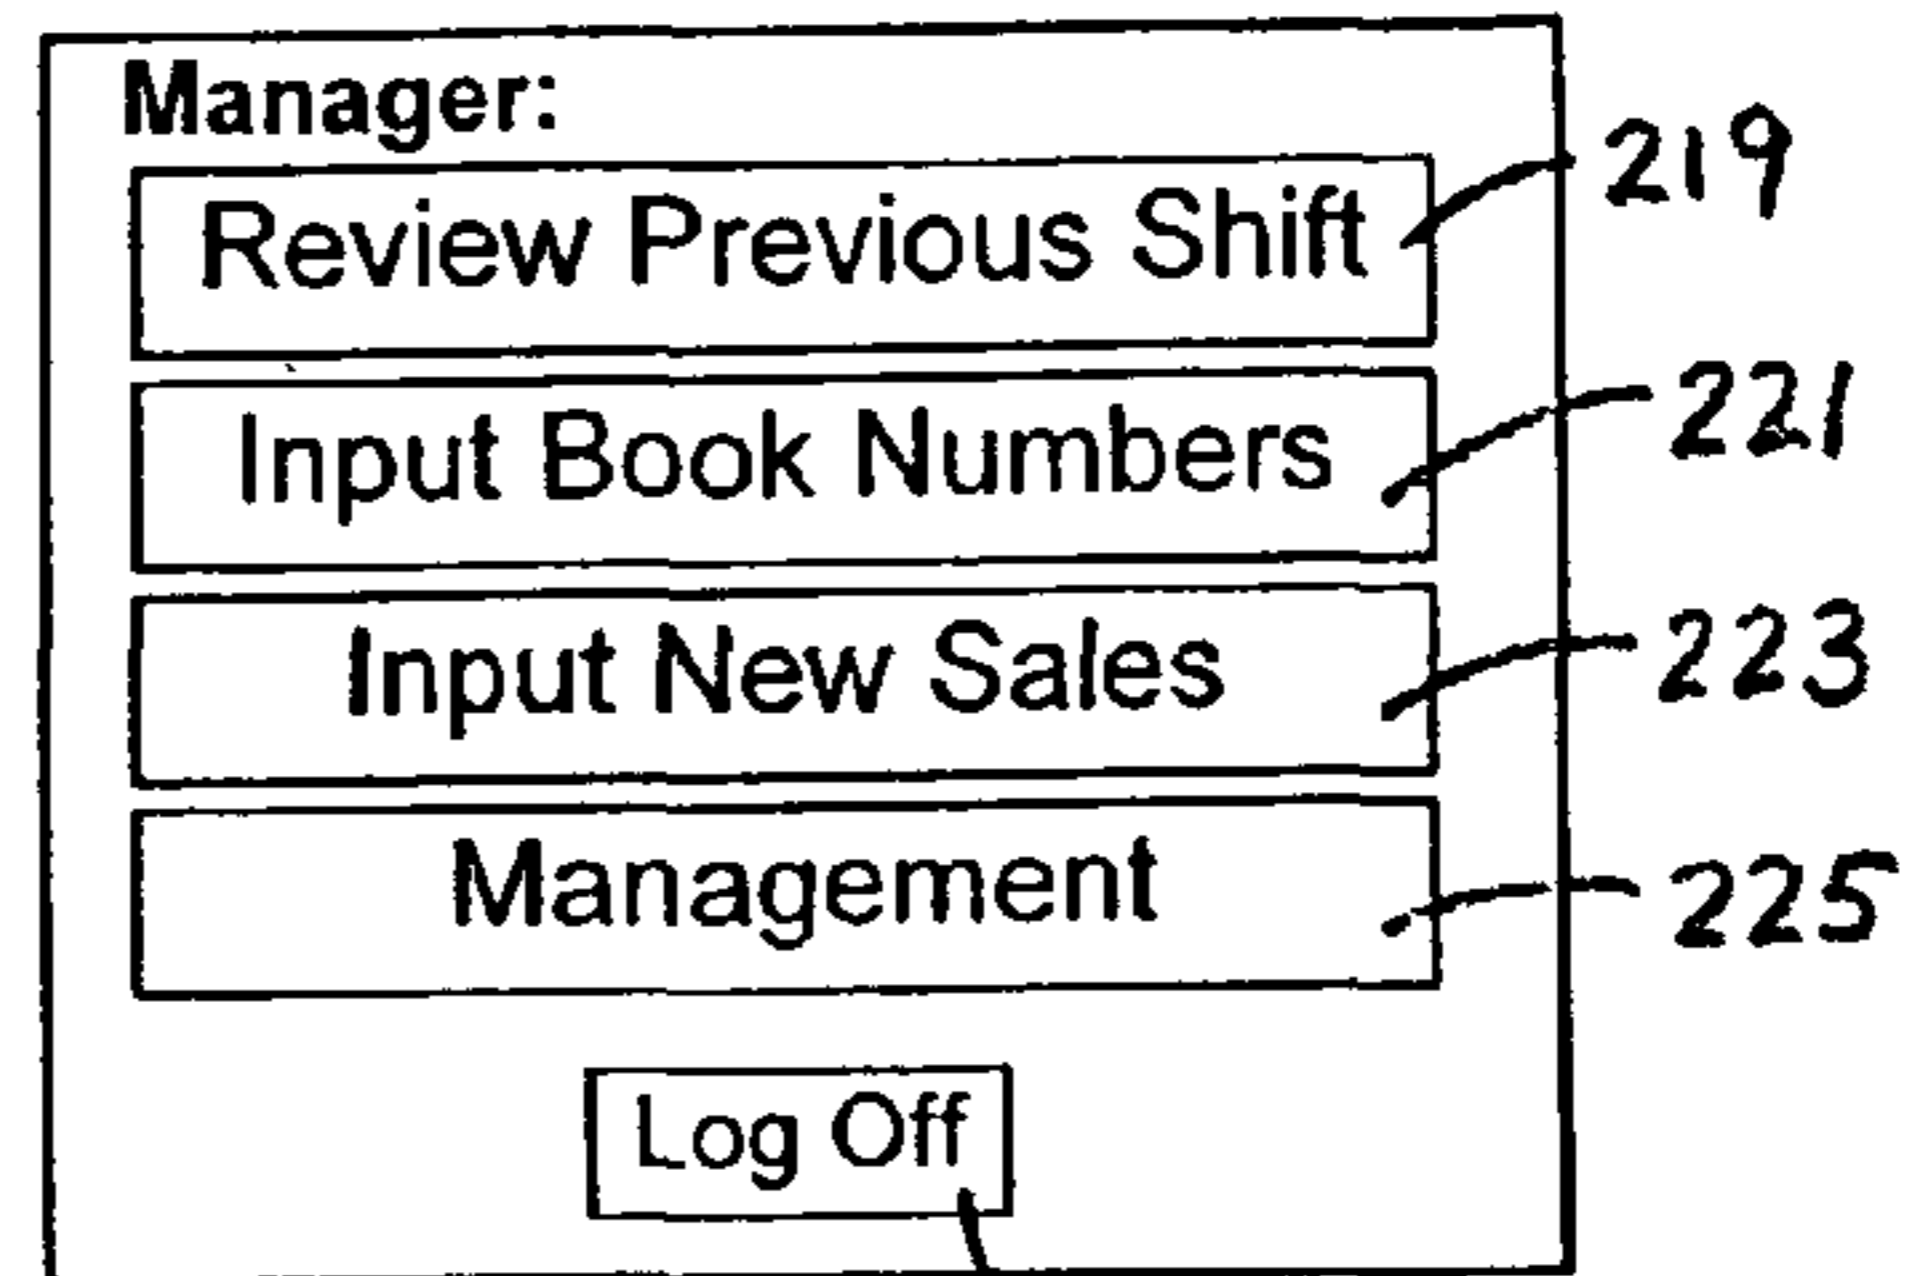 Manager:
Review Previous Shift 219
Input Book Numbers 221
Input New Sales 223
Management 225
Log Off